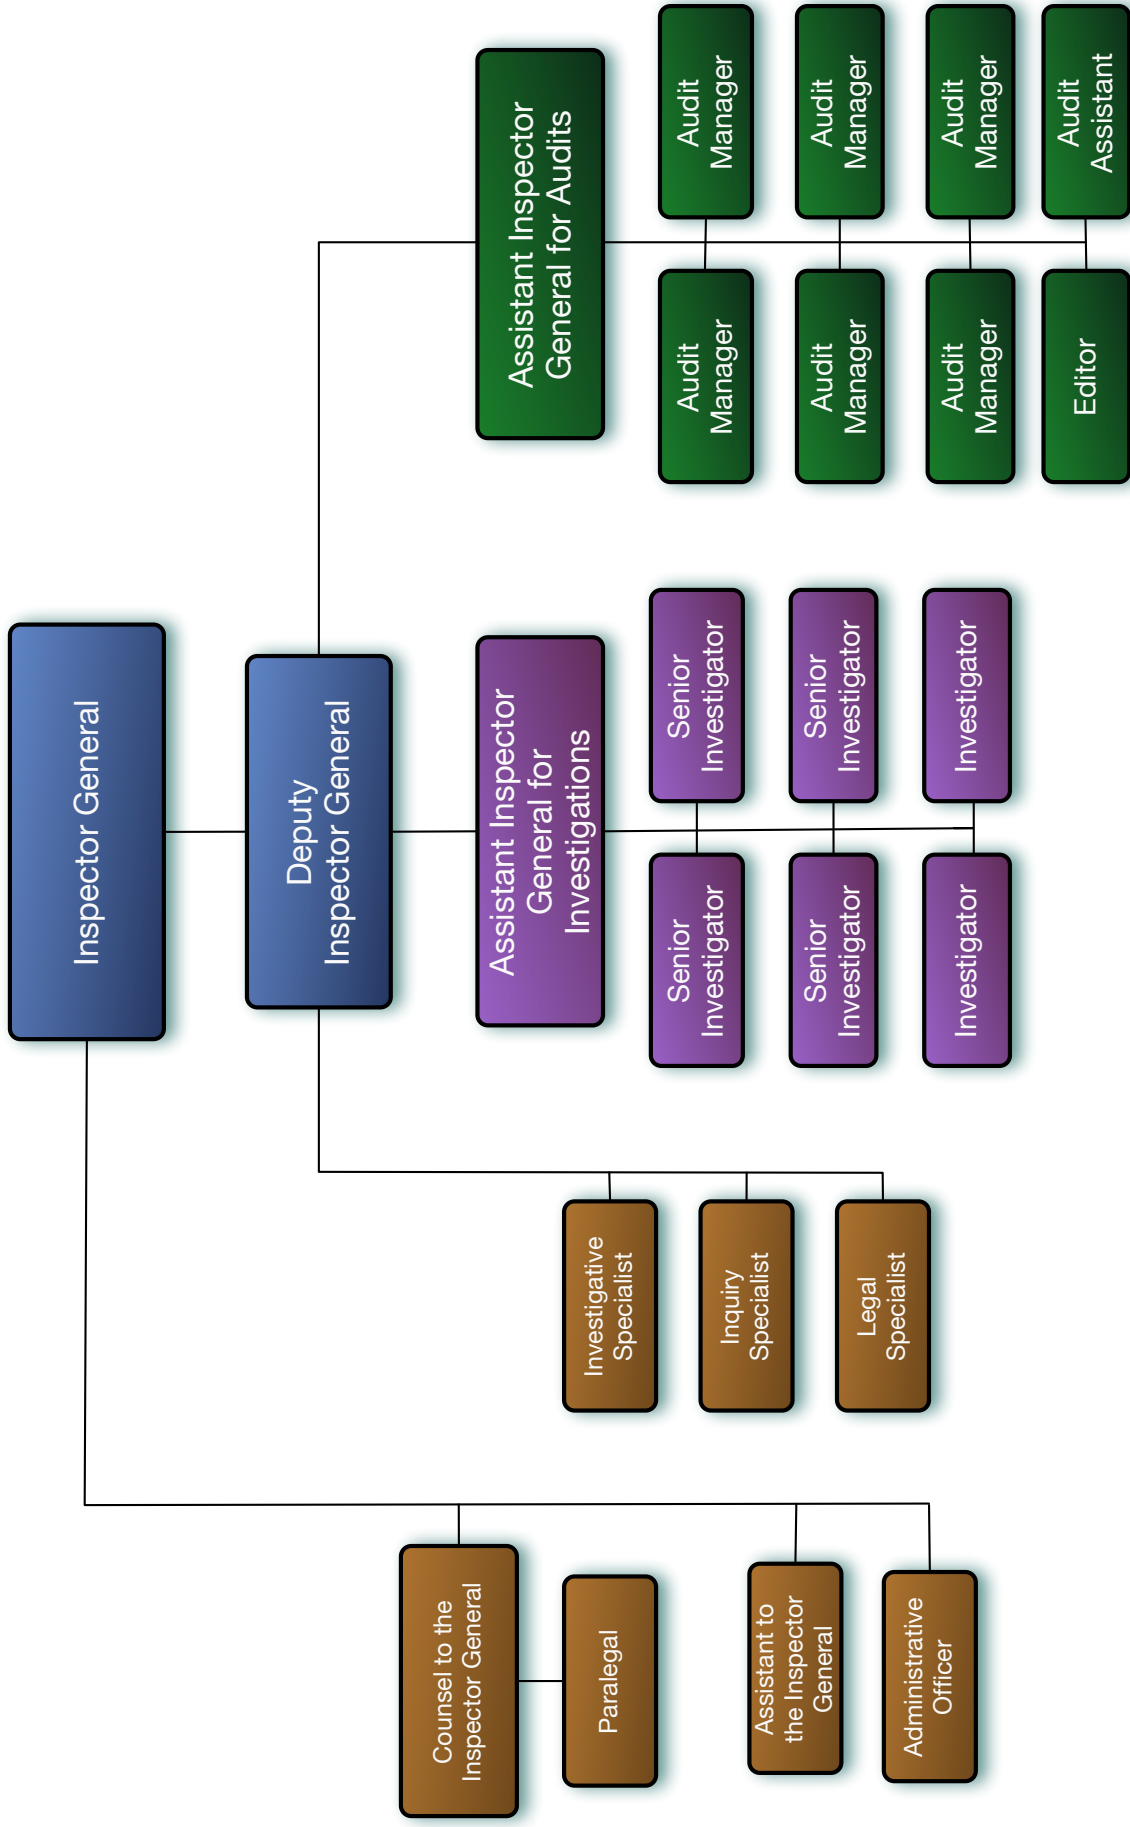 Inspector General
Deputy
Inspector General
Counsel to the
Inspector General
Paralegal
Assistant to
the Inspector
General
Administrative
Officer
Investigative
Specialist
Inquiry
Specialist
Legal
Specialist
Assistant Inspector
General for
Investigations
Senior
Investigator
Senior
Investigator
Senior
Investigator
Senior
Investigator
Investigator
Investigator
Assistant Inspector
General for Audits
Audit
Manager
Audit
Manager
Audit
Manager
Audit
Manager
Audit
Manager
Audit
Manager
Editor
Audit
Assistant